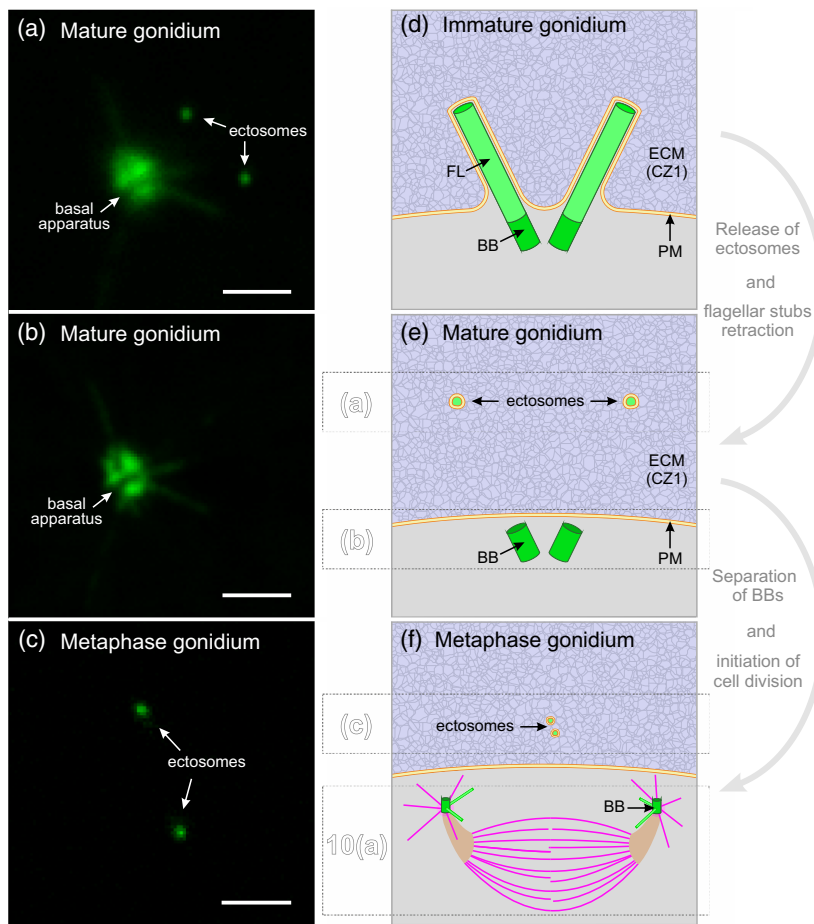 (a) Mature gonidium
ectosomes
basal
apparatus
(b) Mature gonidium
basal
apparatus
(c) Metaphase gonidium
ectosomes
(d) Immature gonidium
FL
ECM
(CZ1)
BB
PM
(e) Mature gonidium
(a)
ectosomes
ECM
(CZ1)
(b)
BB
PM
(f) Metaphase gonidium
(c)
ectosomes
BB
10(a)
Release of
ectosomes
and
flagellar stubs
retraction
Separation
of BBs
and
initiation of
cell division